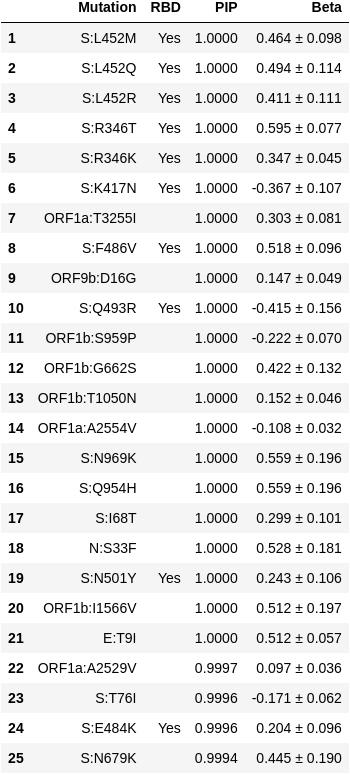 Mutation RBD PIP Beta
1 S:L452M Yes 1.0000 0.464 ± 0.098
2 S:L452Q Yes 1.0000 0.494 ± 0.114
3 S:L452R Yes 1.0000 0.411 ± 0.111
4 S:R346T Yes 1.0000 0.595 ± 0.077
5 S:R346K Yes 1.0000 0.347 ± 0.045
6 S:K417N Yes 1.0000 -0.367 ± 0.107
7 ORF1a:T3255I 1.0000 0.303 ± 0.081
8 S:F486V Yes 1.0000 0.518 ± 0.096
9 ORF9b:D16G 1.0000 0.147 ± 0.049
10 S:Q493R Yes 1.0000 -0.415 ± 0.156
11 ORF1b:S959P 1.0000 -0.222 ± 0.070
12 ORF1b:G662S 1.0000 0.422 ± 0.132
13 ORF1b:T1050N 1.0000 0.152 ± 0.046
14 ORF1a:A2554V 1.0000 -0.108 ± 0.032
15 S:N969K 1.0000 0.559 ± 0.196
16 S:Q954H 1.0000 0.559 ± 0.196
17 S:I68T 1.0000 0.299 ± 0.101
18 N:S33F 1.0000 0.528 ± 0.181
19 S:N501Y Yes 1.0000 0.243 ± 0.106
20 ORF1b:I1566V 1.0000 0.512 ± 0.197
21 E:T9I 1.0000 0.512 ± 0.057
22 ORF1a:A2529V 0.9997 0.097 ± 0.036
23 S:T76I 0.9996 -0.171 ± 0.062
24 S:E484K Yes 0.9996 0.204 ± 0.096
25 S:N679K 0.9994 0.445 ± 0.190